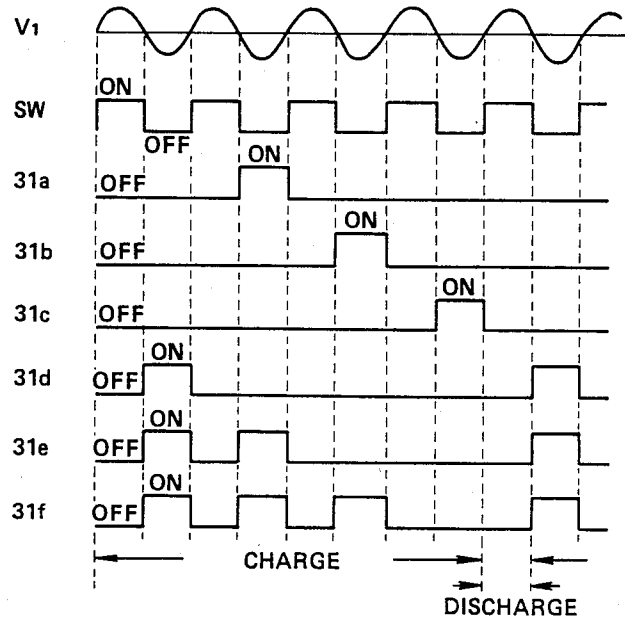 V1
ON
SW
OFF
ON
31a OFF
ON
31b OFF
ON
31c OFF
ON
31d OFF
ON
31e OFF
ON
31f OFF
CHARGE
DISCHARGE